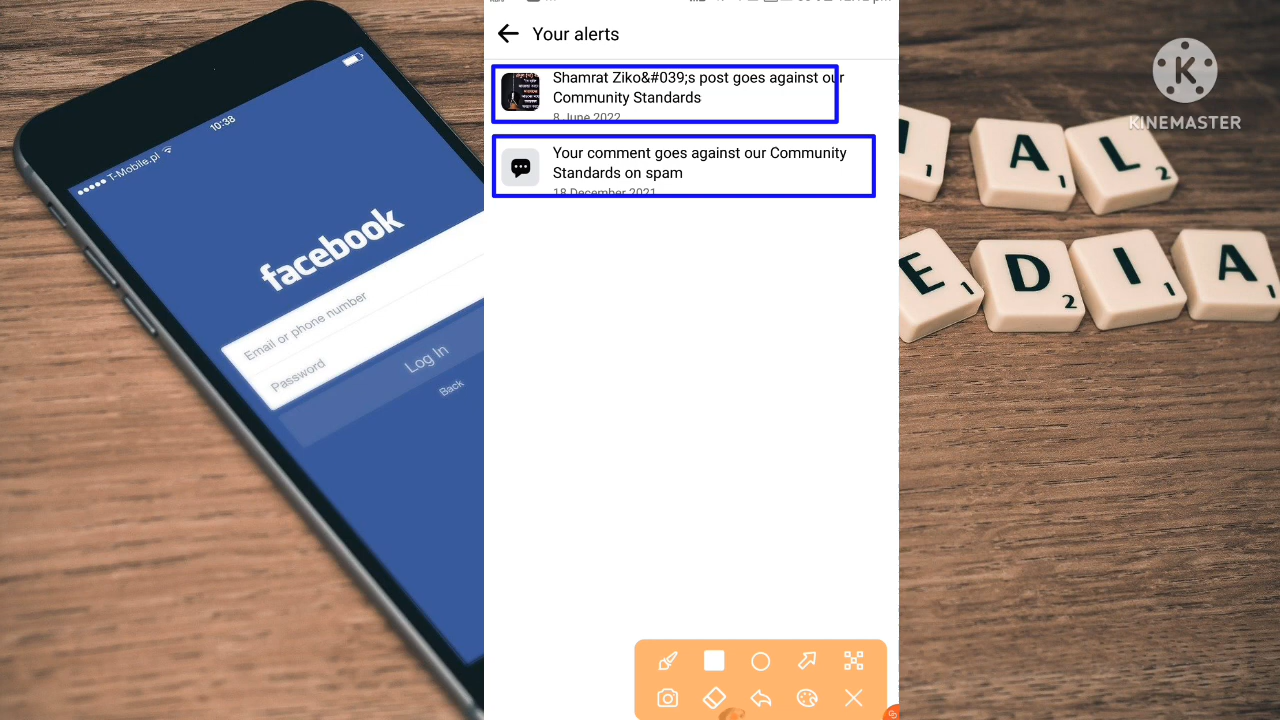 10:38
T-Mobile.pl
facebook
Email or phone number
Password
Log In
Back
Your alerts
Shamrat Ziko&#039;s post goes against our
Community Standards
8 June 2022
Your comment goes against our Community
Standards on spam
18 December 2021
K
KINEMASTER
I A L
E D I A